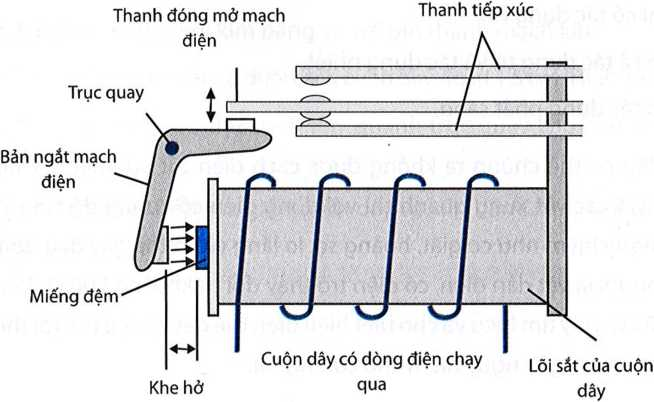 Thanh đóng mở mạch
điện
Thanh tiếp xúc
Trục quay
Bản ngắt mạch
điện
Miếng đệm
Khe hở
Cuộn dây có dòng điện chạy
qua
Lõi sắt của cuộn
dây